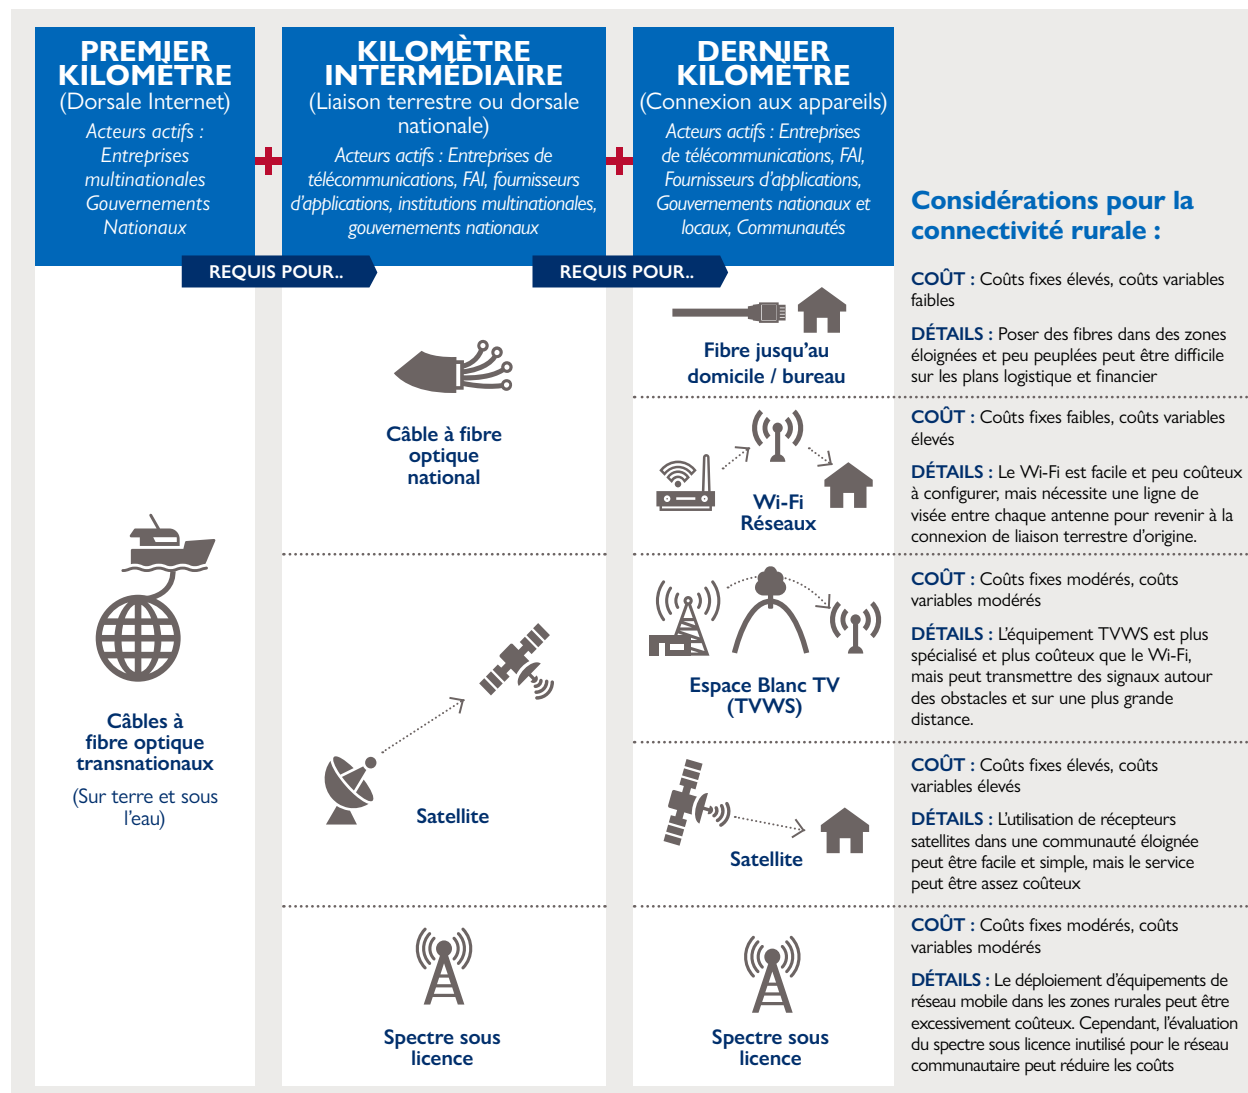 PREMIER
KILOMÈTRE
(Dorsale Internet)
Acteurs actifs :
Entreprises
multinationales
Gouvernements
Nationaux
KILOMÈTRE
INTERMÉDIAIRE
(Liaison terrestre ou dorsale
nationale)
Acteurs actifs : Entreprises de
télécommunications, FAI, fournisseurs
d'applications, institutions multinationales,
gouvernements nationaux
DERNIER
KILOMÈTRE
(Connexion aux appareils)
Acteurs actifs : Entreprises
de télécommunications, FAI,
Fournisseurs d'applications,
Gouvernements nationaux et
locaux, Communautés
REQUIS POUR..
REQUIS POUR..
Câbles à
fibre optique
transnationaux
(Sur terre et sous
l'eau)
Câble à fibre
optique
national
Satellite
Spectre sous
licence
Fibre jusqu'au
domicile / bureau
Wi-Fi
Réseaux
Espace Blanc TV
(TVWS)
Satellite
Spectre sous
licence
Considérations pour la
connectivité rurale :
COÛT : Coûts fixes élevés, coûts variables
faibles
DÉTAILS : Poser des fibres dans des zones
éloignées et peu peuplées peut être difficile
sur les plans logistique et financier
COÛT : Coûts fixes faibles, coûts variables
élevés
DÉTAILS : Le Wi-Fi est facile et peu coûteux
à configurer, mais nécessite une ligne de
visée entre chaque antenne pour revenir à la
connexion de liaison terrestre d'origine.
COÛT : Coûts fixes modérés, coûts
variables modérés
DÉTAILS : L'équipement TVWS est plus
spécialisé et plus coûteux que le Wi-Fi,
mais peut transmettre des signaux autour
des obstacles et sur une plus grande
distance.
COÛT : Coûts fixes élevés, coûts
variables élevés
DÉTAILS : L'utilisation de récepteurs
satellites dans une communauté éloignée
peut être facile et simple, mais le service
peut être assez coûteux
COÛT : Coûts fixes modérés, coûts
variables modérés
DÉTAILS : Le déploiement d'équipements de
réseau mobile dans les zones rurales peut être
excessivement coûteux. Cependant, l'évaluation
du spectre sous licence inutilisé pour le réseau
communautaire peut réduire les coûts